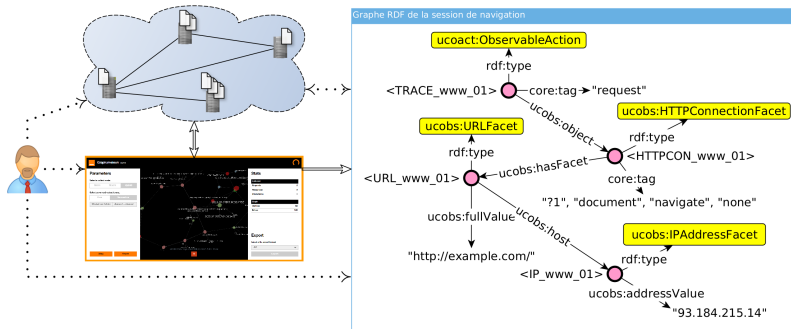 Graphe RDF de la session de navigation
ucoact:ObservableAction
rdf:type
<TRACE_www_01>
core:tag
"request"
ucobs:object
ucobs:HTTPConnectionFacet
ucobs:URLFacet
rdf:type
rdf:type
<HTTPCON_www_01>
ucobs:hasFacet
<URL_www_01>
core:tag
"?1", "document", "navigate", "none"
ucobs:fullValue
ucobs:host
ucobs:IPAddressFacet
"http://example.com/"
rdf:type
<IP_www_01>
ucobs:addressValue
"93.184.215.14"
Parameters
Stats
Export